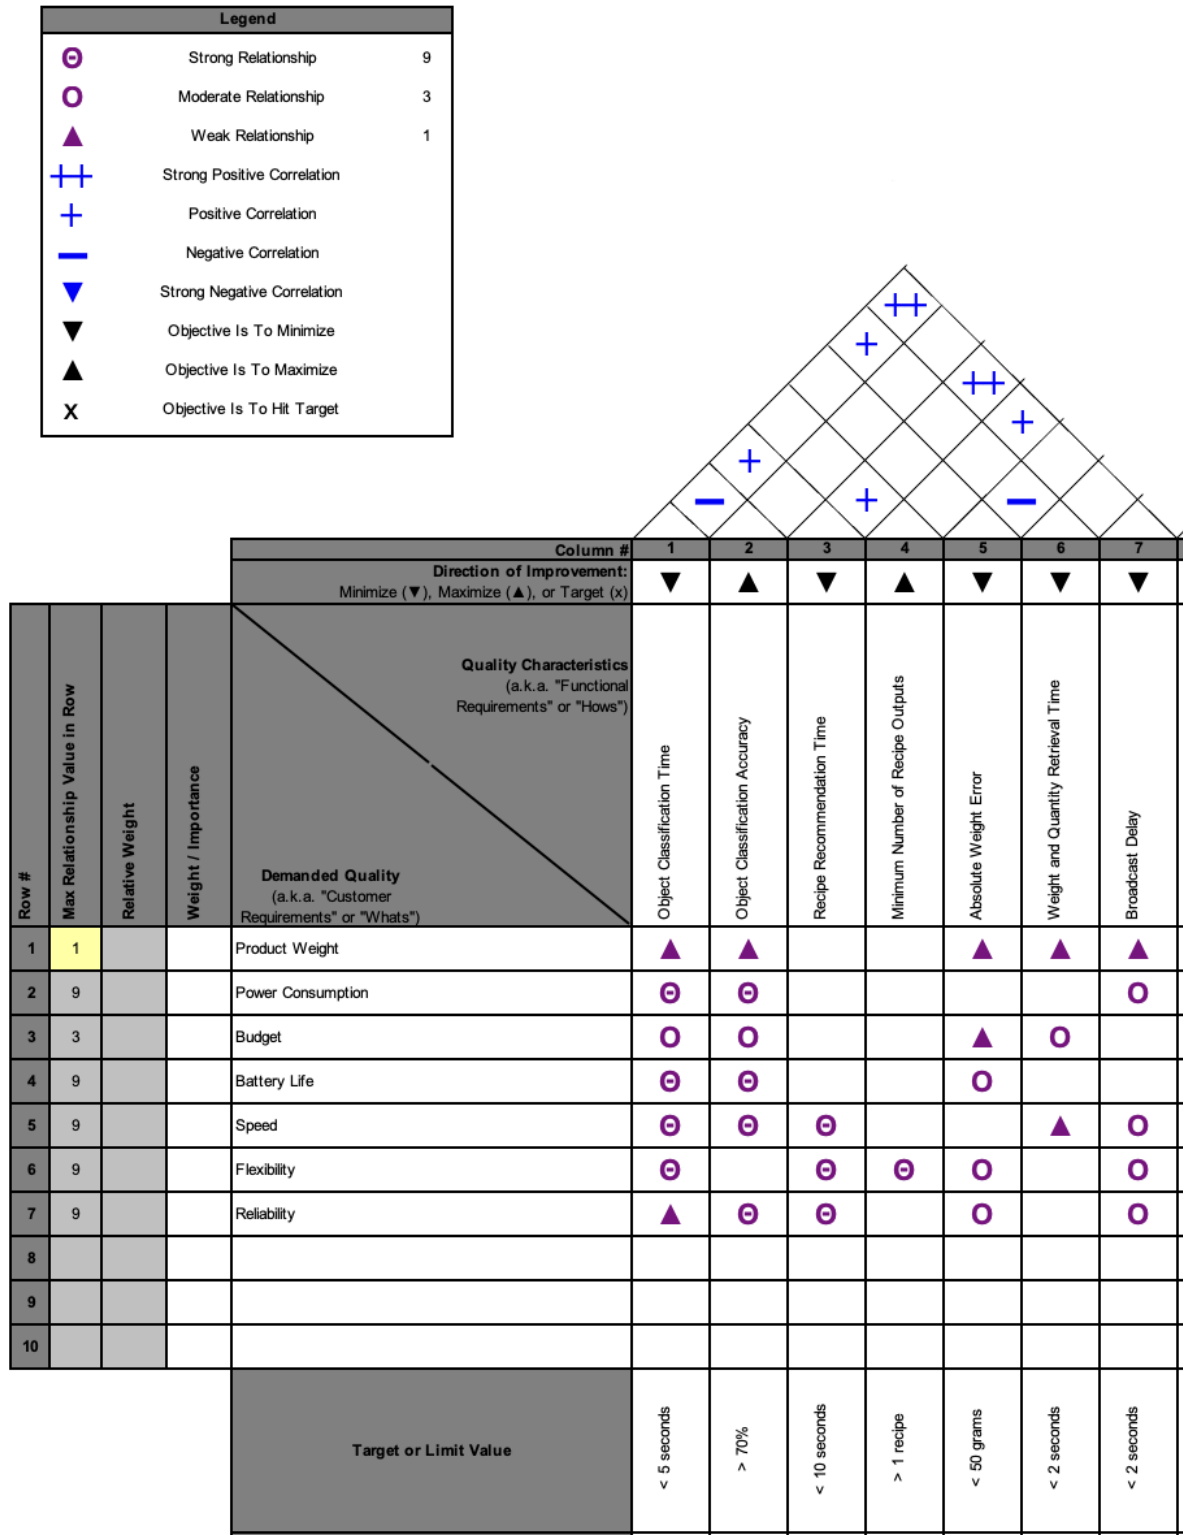 Legend
Strong Relationship 9
Moderate Relationship 3
Weak Relationship 1
Strong Positive Correlation
Positive Correlation
Negative Correlation
Strong Negative Correlation
Objective Is To Minimize
Objective Is To Maximize
X Objective Is To Hit Target
Column # 1 2 3 4 5 6 7
Direction of Improvement:
Minimize (▼), Maximize (▲), or Target (x)
Row #
Max Relationship Value in Row
Relative Weight
Weight / Importance
Quality Characteristics
(a.k.a. "Functional
Requirements" or "Hows")
Demanded Quality
(a.k.a. "Customer
Requirements" or "Whats")
Object Classification Time
Object Classification Accuracy
Recipe Recommendation Time
Minimum Number of Recipe Outputs
Absolute Weight Error
Weight and Quantity Retrieval Time
Broadcast Delay
1 1 Product Weight ▲ ▲ ▲ ▲ ▲
2 9 Power Consumption Θ Θ Ο
3 3 Budget Ο Ο ▲ Ο
4 9 Battery Life Θ Θ Ο
5 9 Speed Θ Θ Θ ▲ Ο
6 9 Flexibility Θ Θ Θ Ο Ο
7 9 Reliability ▲ Θ Θ Ο Ο
8
9
10
Target or Limit Value
< 5 seconds
> 70%
< 10 seconds
> 1 recipe
< 50 grams
< 2 seconds
< 2 seconds